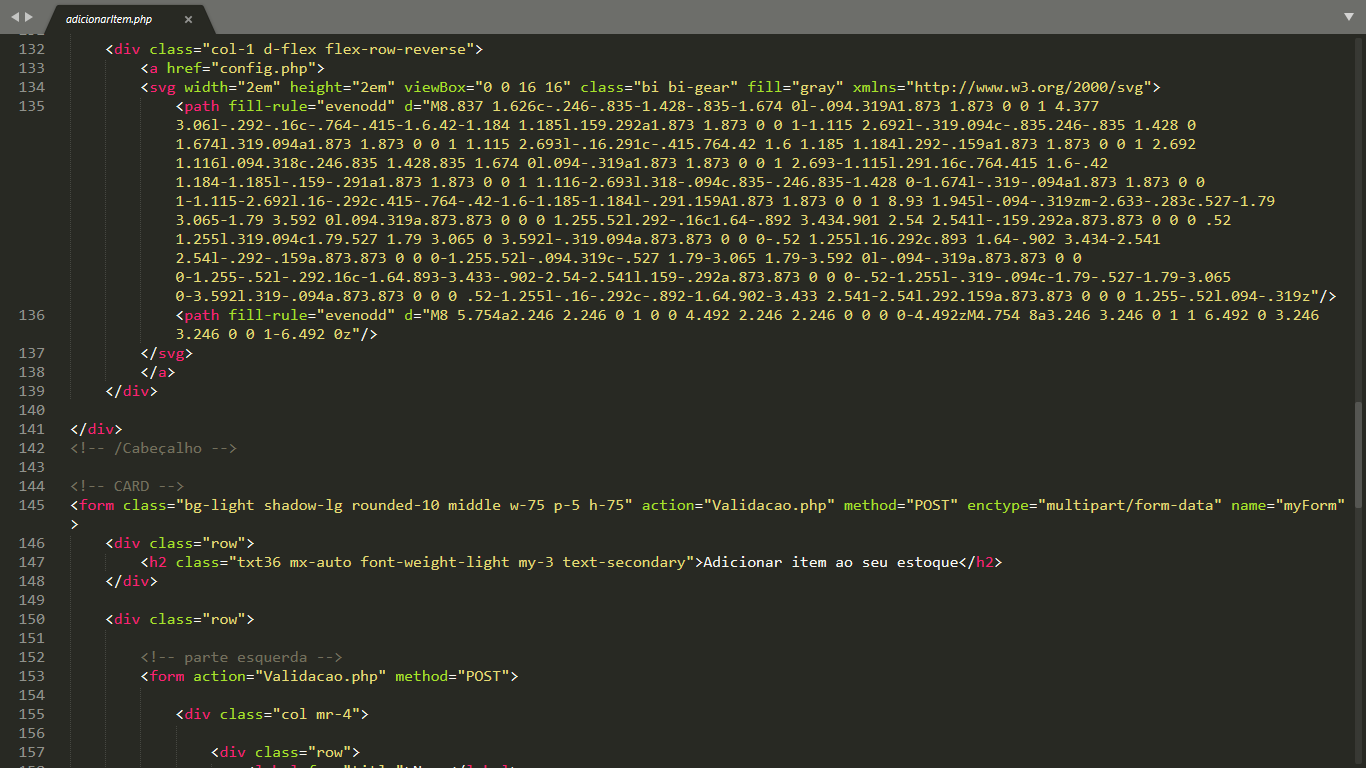 adicionarItem.php ×
132 <div class="col-1 d-flex flex-row-reverse">
133 <a href="config.php">
134 <svg width="2em" height="2em" viewBox="0 0 16 16" class="bi bi-gear" fill="gray" xmlns="http://www.w3.org/2000/svg">
135 <path fill-rule="evenodd" d="M8.837 1.626c-.246-.835-1.428-.835-1.674 0l-.094.319A1.873 1.873 0 0 1 4.377
3.06l-.292-.16c-.764-.415-1.6.42-1.184 1.185l.159.292a1.873 1.873 0 0 1-1.115 2.692l-.319.094c-.835.246-.835 1.428 0
1.674l.319.094a1.873 1.873 0 0 1 1.115 2.693l-.16.291c-.415.764.42 1.6 1.185 1.184l.292-.159a1.873 1.873 0 0 1 2.692
1.116l.094.318c.246.835 1.428.835 1.674 0l.094-.319a1.873 1.873 0 0 1 2.693-1.115l.291.16c.764.415 1.6-.42
1.184-1.185l-.159-.291a1.873 1.873 0 0 1 1.116-2.693l.318-.094c.835-.246.835-1.428 0-1.674l-.319-.094a1.873 1.873 0 0
1-1.115-2.692l.16-.292c.415-.764-.42-1.6-1.185-1.184l-.291.159A1.873 1.873 0 0 1 8.93 1.945l-.094-.319zm-2.633-.283c.527-1.79
3.065-1.79 3.592 0l.094.319a.873.873 0 0 0 1.255.52l.292-.16c1.64-.892 3.434.901 2.54 2.541l-.159.292a.873.873 0 0 0 .52
1.255l.319.094c1.79.527 1.79 3.065 0 3.592l-.319.094a.873.873 0 0 0-.52 1.255l.16.292c.893 1.64-.902 3.434-2.541
2.54l-.292-.159a.873.873 0 0 0-1.255.52l-.094.319c-.527 1.79-3.065 1.79-3.592 0l-.094-.319a.873.873 0 0
0-1.255-.52l-.292.16c-1.64.893-3.433-.902-2.54-2.541l.159-.292a.873.873 0 0 0-.52-1.255l-.319-.094c-1.79-.527-1.79-3.065
0-3.592l.319-.094a.873.873 0 0 0 .52-1.255l-.16-.292c-.892-1.64.902-3.433 2.541-2.54l.292.159a.873.873 0 0 0 1.255-.52l.094-.319z"/>
136 <path fill-rule="evenodd" d="M8 5.754a2.246 2.246 0 1 0 0 4.492 2.246 2.246 0 0 0 0-4.492zM4.754 8a3.246 3.246 0 1 1 6.492 0 3.246
3.246 0 0 1-6.492 0z"/>
137 </svg>
138 </a>
139 </div>
140
141 </div>
142 <!-- /Cabeçalho -->
143
144 <!-- CARD -->
145 <form class="bg-light shadow-lg rounded-10 middle w-75 p-5 h-75" action="Validacao.php" method="POST" enctype="multipart/form-data" name="myForm"
>
146 <div class="row">
147 <h2 class="txt36 mx-auto font-weight-light my-3 text-secondary">Adicionar item ao seu estoque</h2>
148 </div>
149
150 <div class="row">
151
152 <!-- parte esquerda -->
153 <form action="Validacao.php" method="POST">
154
155 <div class="col mr-4">
156
157 <div class="row">